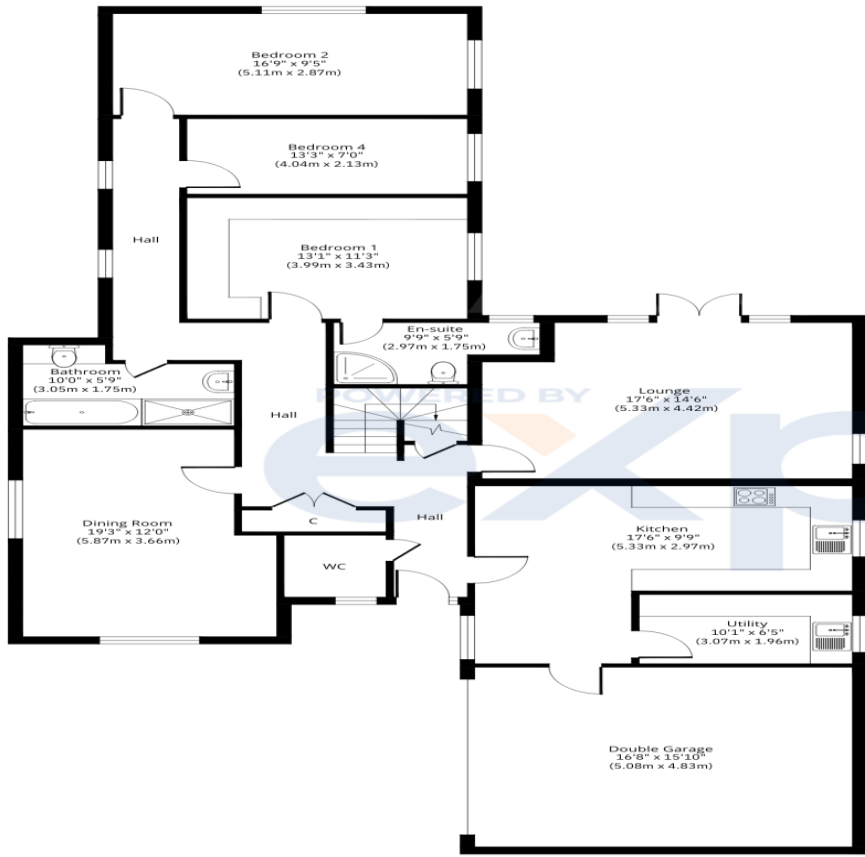 Bedroom 2
16'9" x 9'5"
(5.11m x 2.87m)
Bedroom 4
13'3" x 7'0"
(4.04m x 2.13m)
Hall
Bedroom 1
13'1" x 11'3"
(3.99m x 3.43m)
En-suite
9'9" x 5'9"
(2.97m x 1.75m)
Bathroom
10'0" x 5'9"
(3.05m x 1.75m)
Lounge
17'6" x 14'6"
(5.33m x 4.42m)
POWERED BY
exp
Hall
Dining Room
19'3" x 12'0"
(5.87m x 3.66m)
C
Hall
Kitchen
17'6" x 9'9"
(5.33m x 2.97m)
WC
Utility
10'1" x 6'5"
(3.07m x 1.96m)
Double Garage
16'8" x 15'10"
(5.08m x 4.83m)